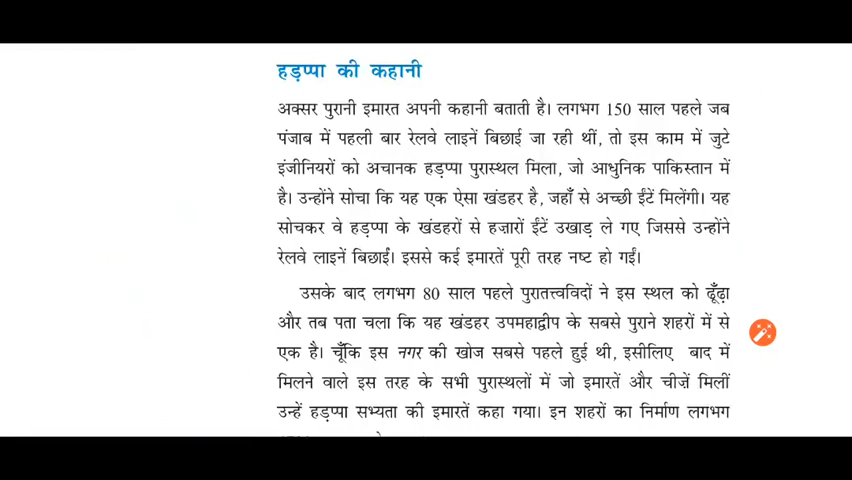 हड़प्पा की कहानी
अक्सर पुरानी इमारत अपनी कहानी बताती है। लगभग 150 साल पहले जब
पंजाब में पहली बार रेलवे लाइनें बिछाई जा रही थीं, तो इस काम में जुटे
इंजीनियरों को अचानक हड़प्पा पुरास्थल मिला, जो आधुनिक पाकिस्तान में
है। उन्होंने सोचा कि यह एक ऐसा खंडहर है, जहाँ से अच्छी ईंटें मिलेंगी। यह
सोचकर वे हड़प्पा के खंडहरों से हज़ारों ईंटें उखाड़ ले गए जिससे उन्होंने
रेलवे लाइनें बिछाईं। इससे कई इमारतें पूरी तरह नष्ट हो गईं।
उसके बाद लगभग 80 साल पहले पुरातत्त्वविदों ने इस स्थल को ढूँढ़ा
और तब पता चला कि यह खंडहर उपमहाद्वीप के सबसे पुराने शहरों में से
एक है। चूँकि इस नगर की खोज सबसे पहले हुई थी, इसीलिए बाद में
मिलने वाले इस तरह के सभी पुरास्थलों में जो इमारतें और चीज़ें मिलीं
उन्हें हड़प्पा सभ्यता की इमारतें कहा गया। इन शहरों का निर्माण लगभग